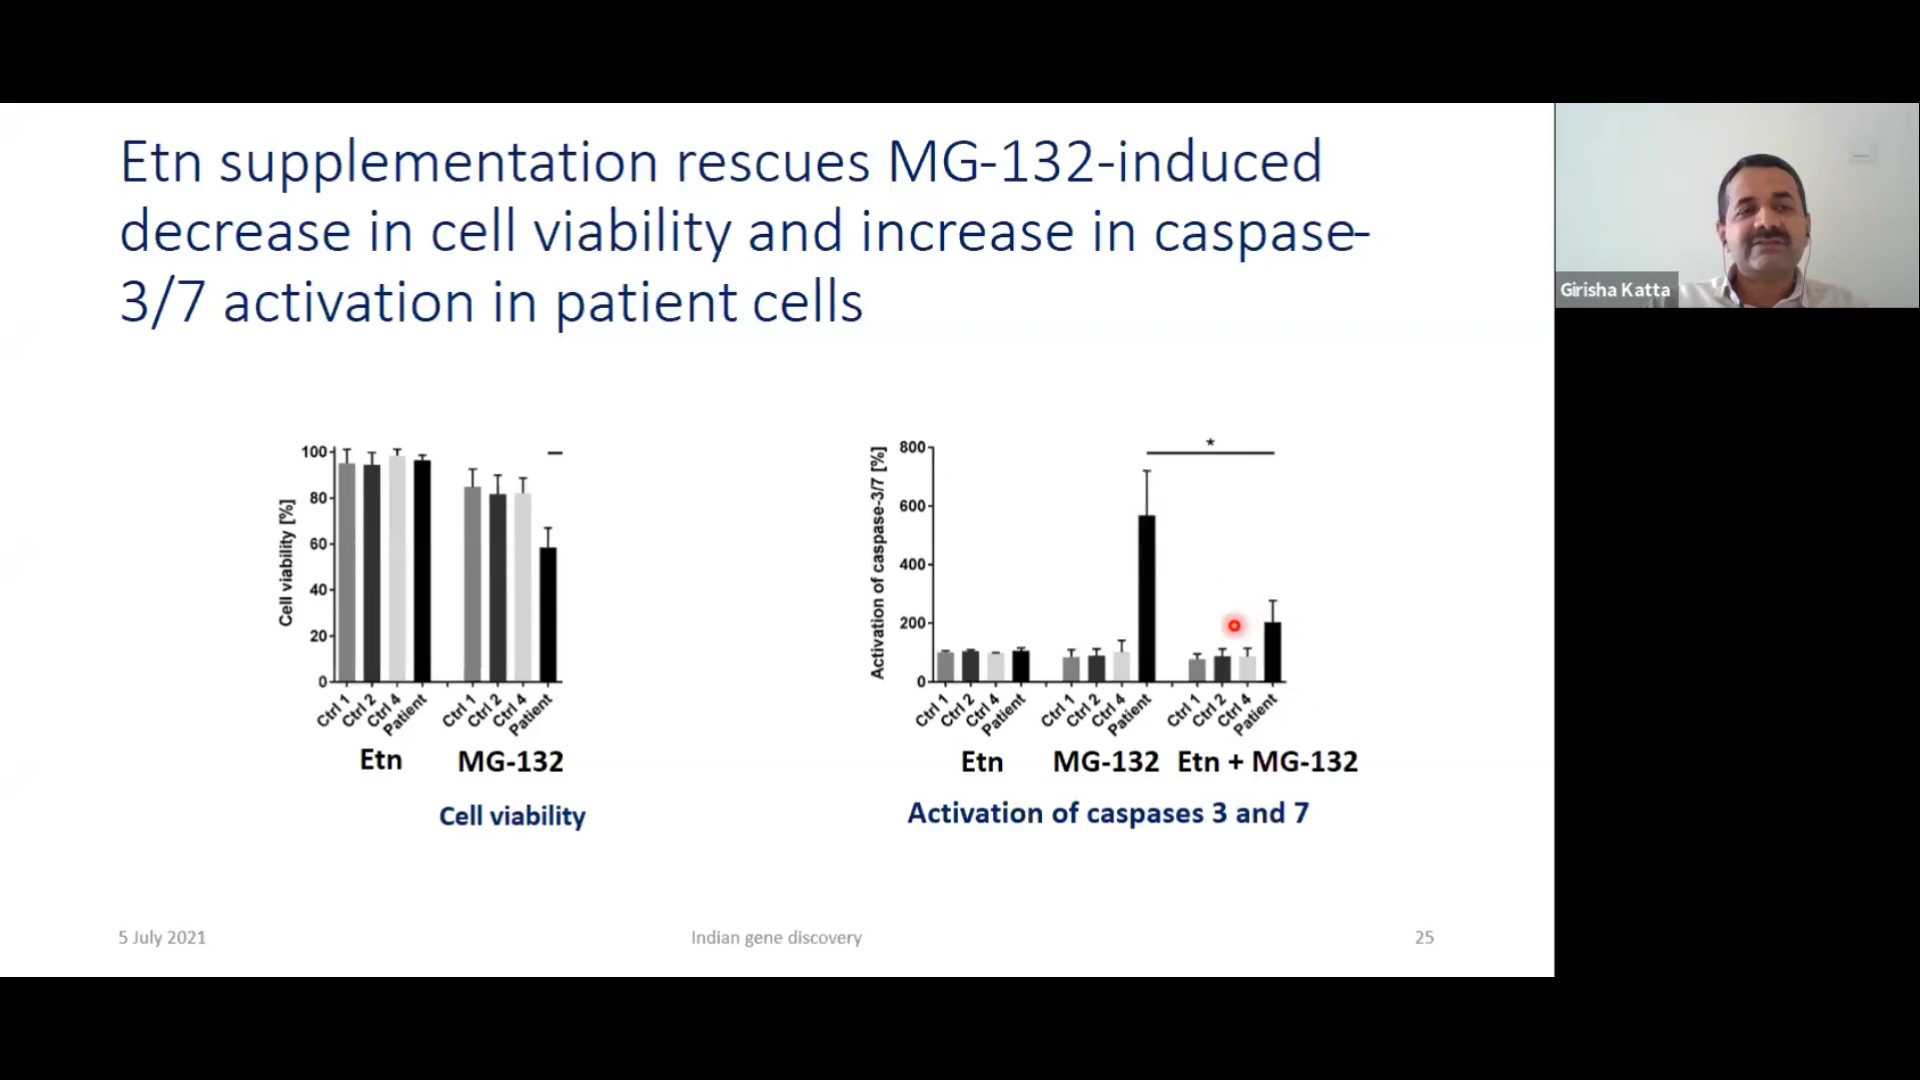 Etn supplementation rescues MG-132-induced
decrease in cell viability and increase in caspase-
3/7 activation in patient cells
Girisha Katta
Cell viability [%]
100
80
60
40
20
0
Ctrl 1
Ctrl 2
Ctrl 4
Patient
Ctrl 1
Ctrl 2
Ctrl 4
Patient
Etn
MG-132
Cell viability
Activation of caspase-3/7 [%]
800
600
400
200
0
*
Ctrl 1
Ctrl 2
Ctrl 4
Patient
Ctrl 1
Ctrl 2
Ctrl 4
Patient
Ctrl 1
Ctrl 2
Ctrl 4
Patient
Etn
MG-132
Etn + MG-132
Activation of caspases 3 and 7
5 July 2021
Indian gene discovery
25